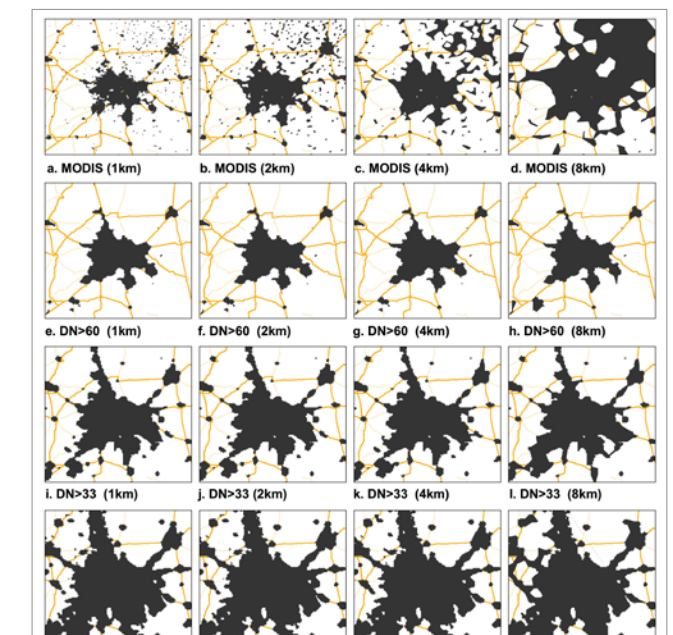 a. MODIS (1km) b. MODIS (2km) c. MODIS (4km) d. MODIS (8km)
e. DN>60 (1km) f. DN>60 (2km) g. DN>60 (4km) h. DN>60 (8km)
i. DN>33 (1km) j. DN>33 (2km) k. DN>33 (4km) l. DN>33 (8km)